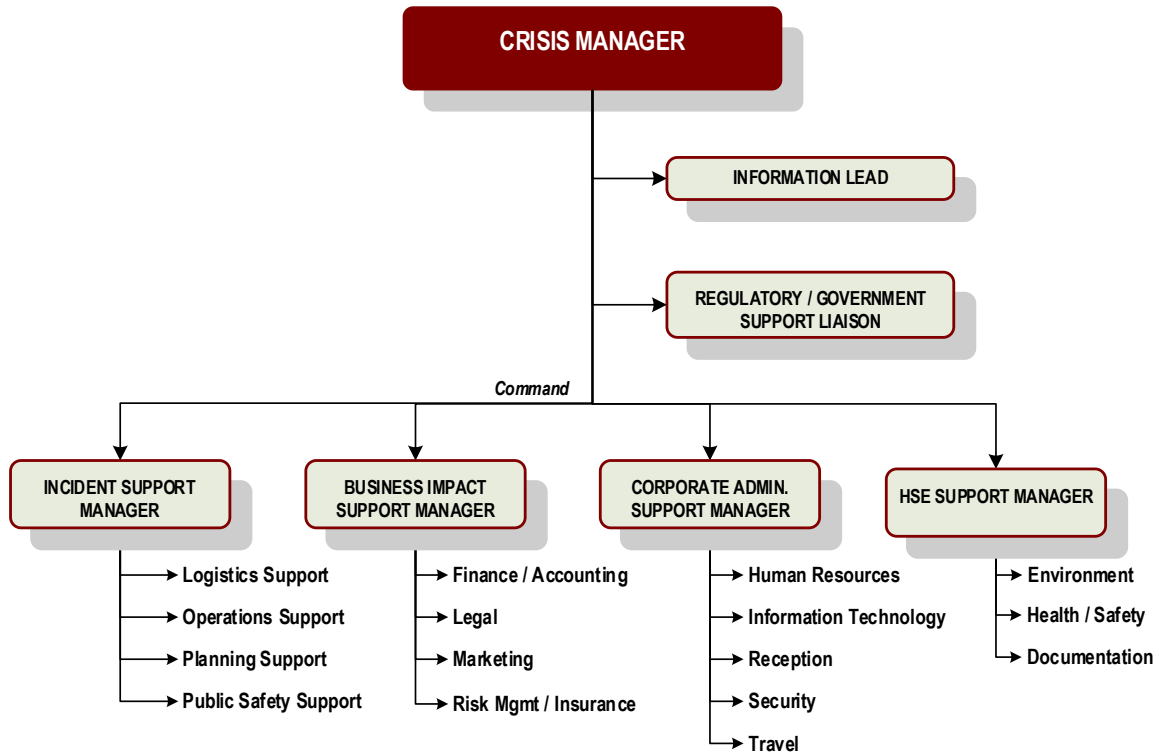 CRISIS MANAGER
INFORMATION LEAD
REGULATORY / GOVERNMENT
SUPPORT LIAISON
Command
INCIDENT SUPPORT
MANAGER
Logistics Support
Operations Support
Planning Support
Public Safety Support
BUSINESS IMPACT
SUPPORT MANAGER
Finance / Accounting
Legal
Marketing
Risk Mgmt / Insurance
CORPORATE ADMIN.
SUPPORT MANAGER
Human Resources
Information Technology
Reception
Security
Travel
HSE SUPPORT MANAGER
Environment
Health / Safety
Documentation